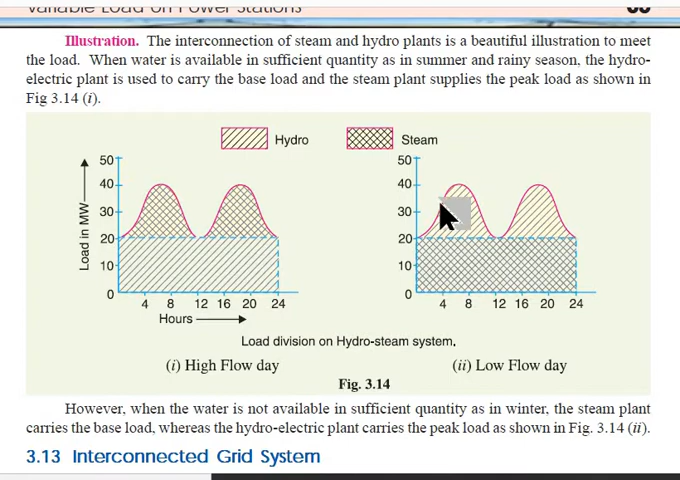 Variable Load on Power Stations
Illustration. The interconnection of steam and hydro plants is a beautiful illustration to meet
the load. When water is available in sufficient quantity as in summer and rainy season, the hydro-
electric plant is used to carry the base load and the steam plant supplies the peak load as shown in
Fig 3.14 (i).
Hydro Steam
Load in MW
50 50
40 40
30 30
20 20
10 10
0 0
4 8 12 16 20 24 4 8 12 16 20 24
Hours
Load division on Hydro-steam system.
(i) High Flow day (ii) Low Flow day
Fig. 3.14
However, when the water is not available in sufficient quantity as in winter, the steam plant
carries the base load, whereas the hydro-electric plant carries the peak load as shown in Fig. 3.14 (ii).
3.13 Interconnected Grid System